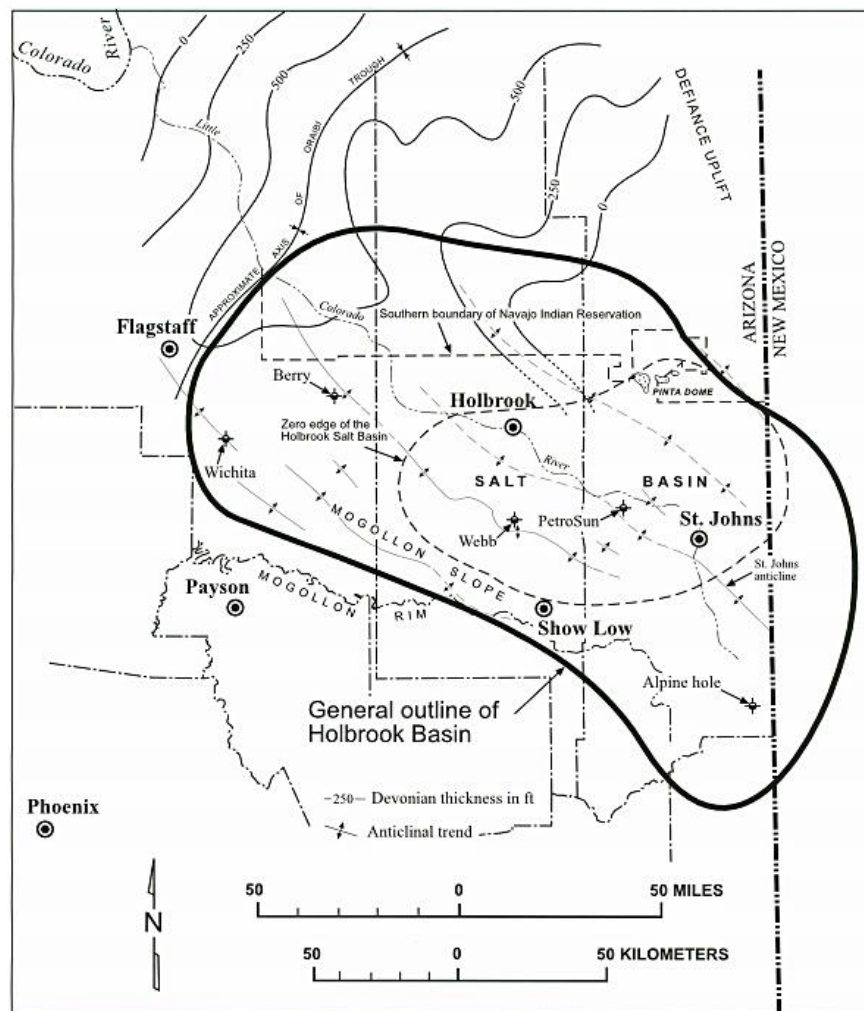 Colorado
River
0
250
500
Little
APPROXIMATE AXIS OF ORAIBI TROUGH
500
250
0
DEFIANCE UPLIFT
ARIZONA
NEW MEXICO
Flagstaff
Colorado
Southern boundary of Navajo Indian Reservation
Berry
Holbrook
PINTA DOME
Zero edge of the
Holbrook Salt Basin
River
Wichita
SALT BASIN
MOGOLLON SLOPE
Webb
PetroSun
St. Johns
St. Johns
anticline
Payson
MOGOLLON RIM
Show Low
Alpine hole
General outline of
Holbrook Basin
–250– Devonian thickness in ft
Anticlinal trend
Phoenix
N
50 0 50 MILES
50 0 50 KILOMETERS